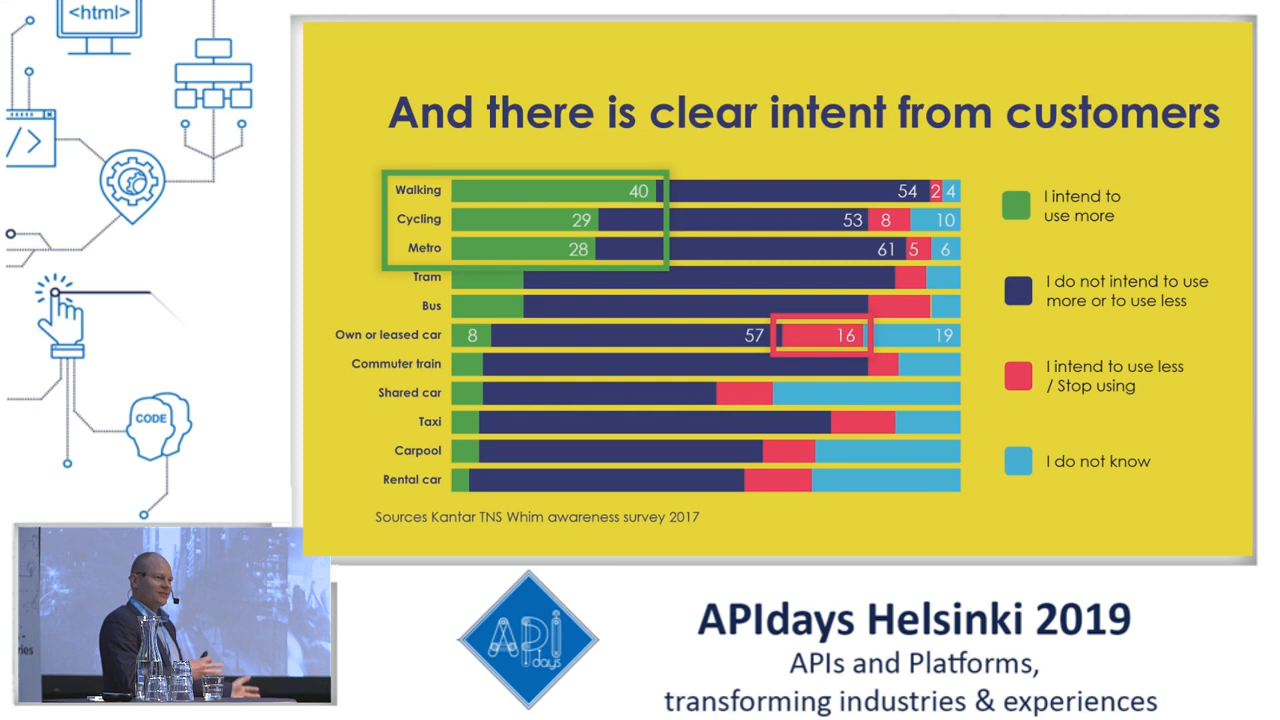 <html>
</>
CODE
And there is clear intent from customers
Walking 40 54 2 4
Cycling 29 53 8 10
Metro 28 61 5 6
Tram
Bus
Own or leased car 8 57 16 19
Commuter train
Shared car
Taxi
Carpool
Rental car
I intend to
use more
I do not intend to use
more or to use less
I intend to use less
/ Stop using
I do not know
Sources Kantar TNS Whim awareness survey 2017
ries
API
days
APIdays Helsinki 2019
APIs and Platforms,
transforming industries & experiences